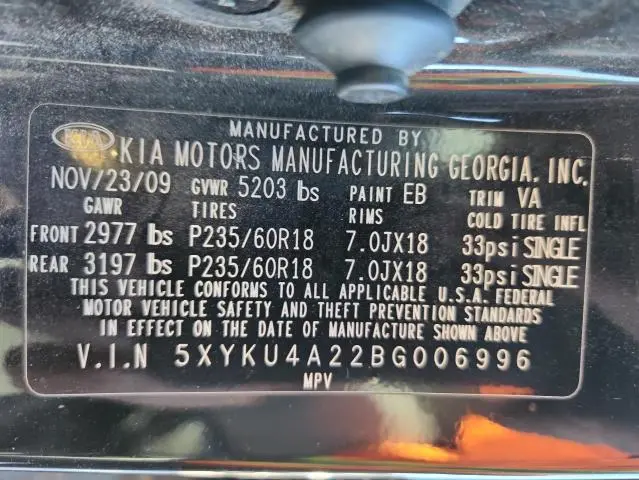 MANUFACTURED BY
KIA KIA MOTORS MANUFACTURING GEORGIA, INC.
NOV/23/09 GVWR 5203 lbs PAINT EB TRIM VA
GAWR TIRES RIMS COLD TIRE INFL
FRONT 2977 lbs P235/60R18 7.0JX18 33psi SINGLE
REAR 3197 lbs P235/60R18 7.0JX18 33psi SINGLE
THIS VEHICLE CONFORMS TO ALL APPLICABLE U.S.A. FEDERAL
MOTOR VEHICLE SAFETY AND THEFT PREVENTION STANDARDS
IN EFFECT ON THE DATE OF MANUFACTURE SHOWN ABOVE
V.I.N 5XYKU4A22BG006996
MPV